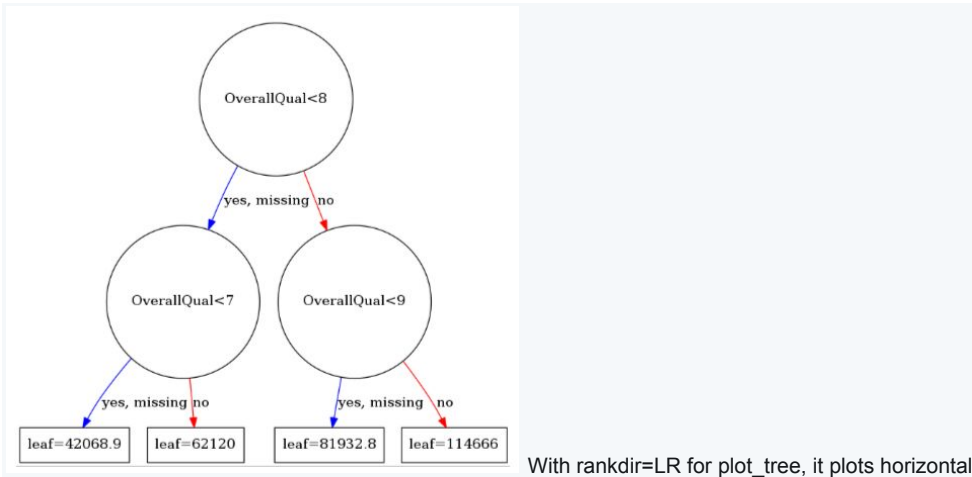 OverallQual<8
yes, missing no
OverallQual<7 OverallQual<9
yes, missing no yes, missing no
leaf=42068.9 leaf=62120 leaf=81932.8 leaf=114666
With rankdir=LR for plot_tree, it plots horizontal